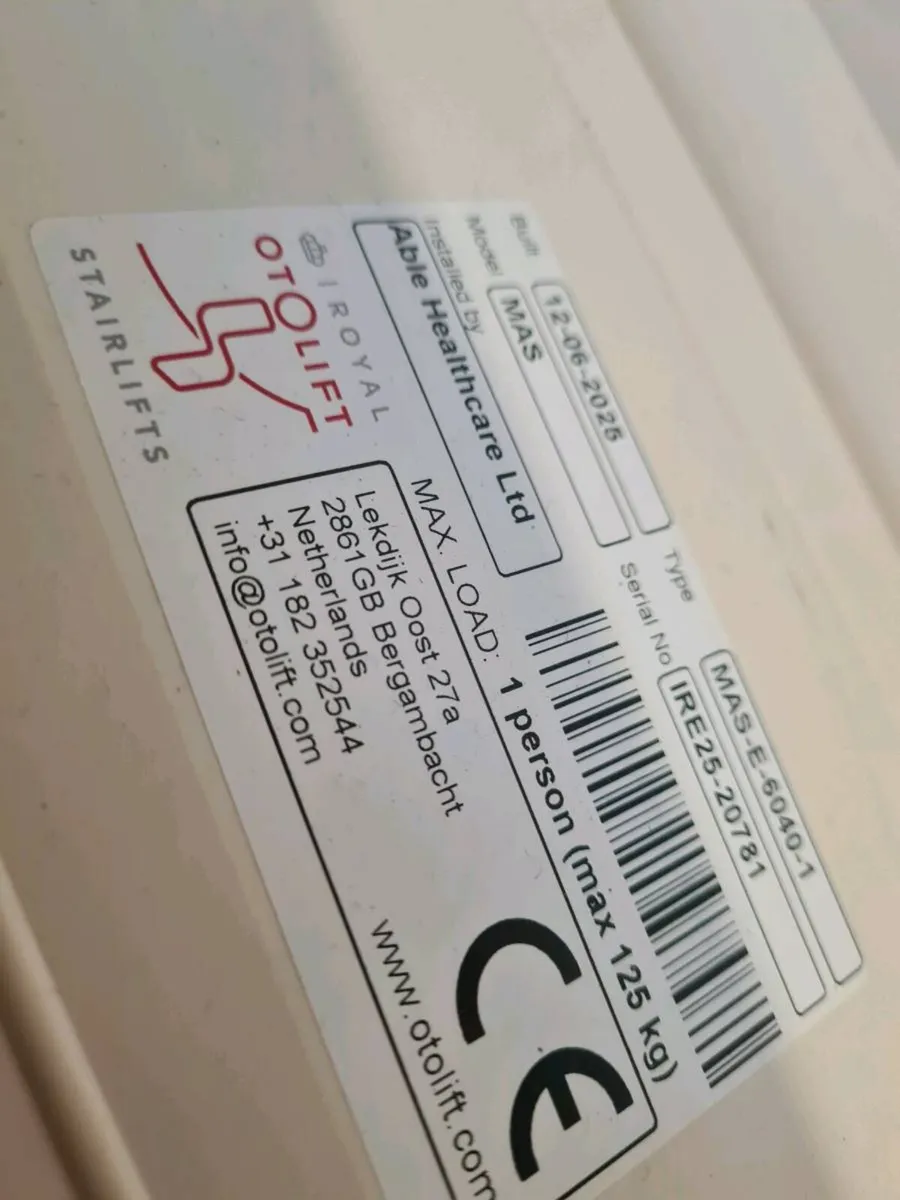 Built 12-06-2025 Type MAS-E-6040-1
Model MAS Serial No IRE25-20781
Installed by
Able Healthcare Ltd
MAX. LOAD: 1 person (max 125 kg)
ROYAL
OTOLIFT
STAIRLIFTS
Lekdijk Oost 27a
2861GB Bergambacht
Netherlands
+31 182 352544
info@otolift.com
www.otolift.com
CE